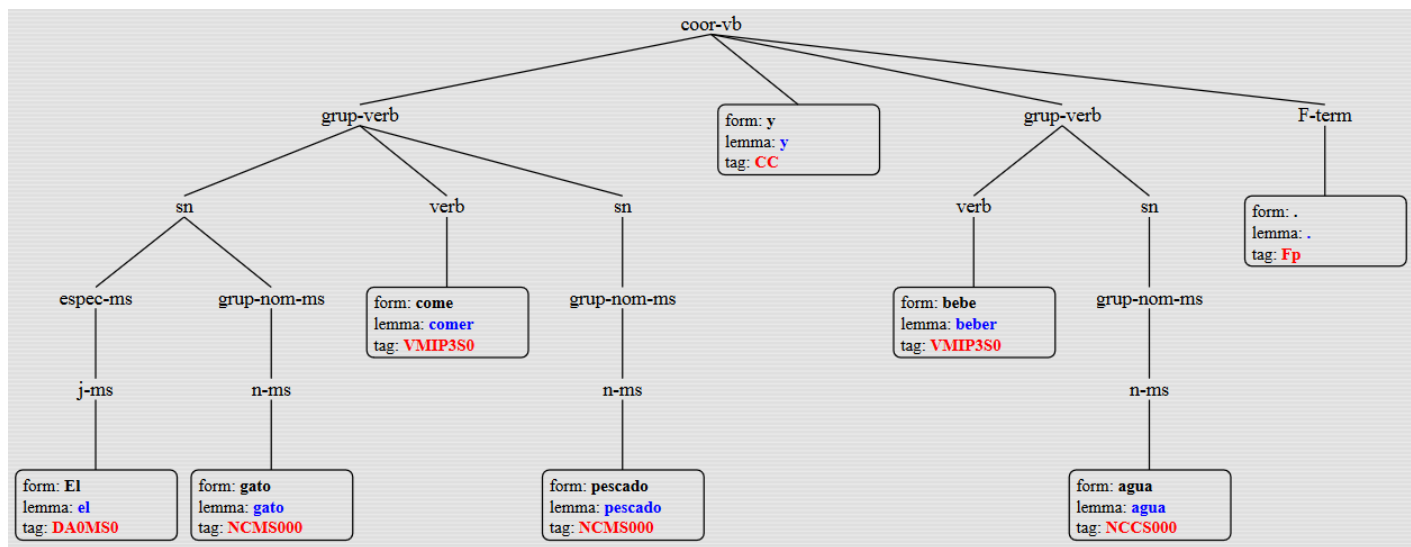 coor-vb
grup-verb
grup-verb
F-term
form: y
lemma: y
tag: CC
sn
verb
sn
verb
sn
form: .
lemma: .
tag: Fp
espec-ms
grup-nom-ms
form: come
lemma: comer
tag: VMIP3S0
grup-nom-ms
form: bebe
lemma: beber
tag: VMIP3S0
grup-nom-ms
j-ms
n-ms
n-ms
n-ms
form: El
lemma: el
tag: DA0MS0
form: gato
lemma: gato
tag: NCMS000
form: pescado
lemma: pescado
tag: NCMS000
form: agua
lemma: agua
tag: NCCS000